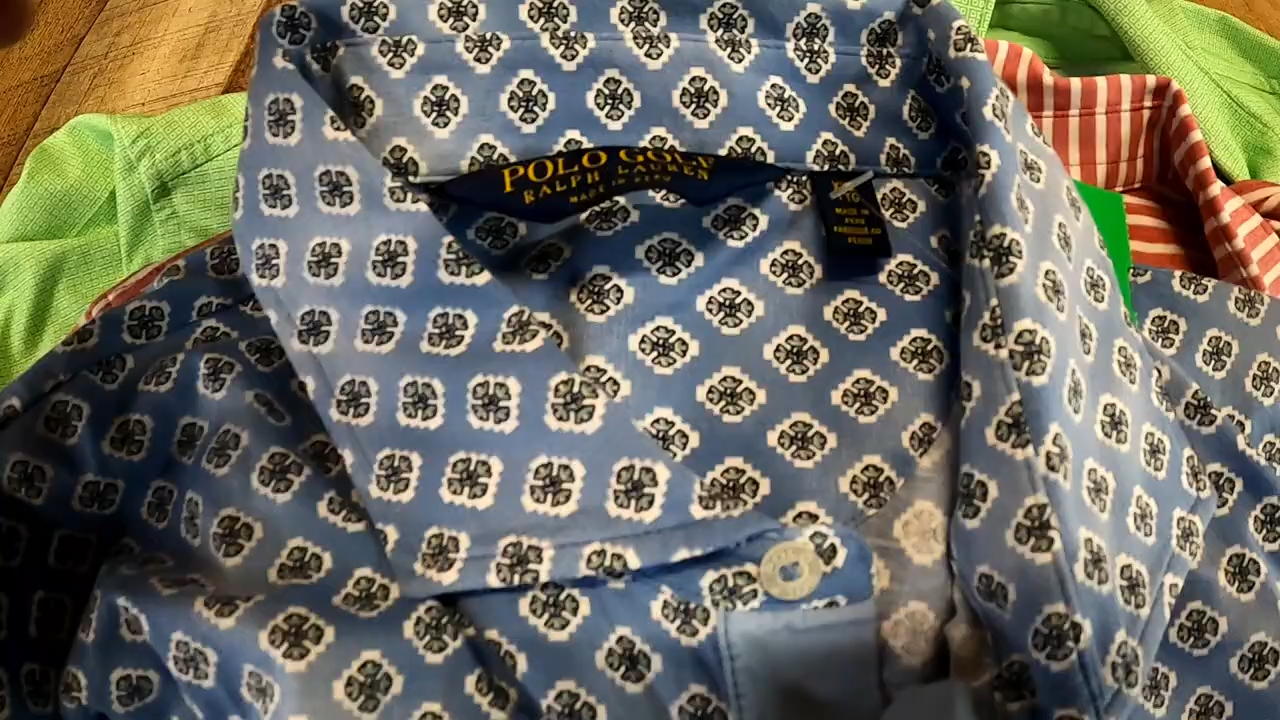 POLO GOLF
RALPH LAUREN
MADE IN PERU
MADE IN
PERU